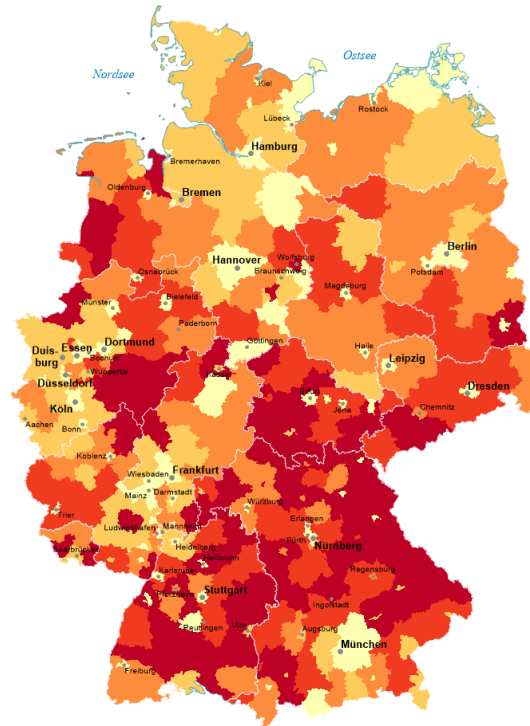 Nordsee
Ostsee
Kiel
Rostock
Lübeck
Hamburg
Bremerhaven
Oldenburg
Bremen
Berlin
Hannover
Wolfsburg
Potsdam
Osnabrück
Braunschweig
Magdeburg
Münster
Bielefeld
Paderborn
Göttingen
Halle
Leipzig
Duis-
burg
Essen
Dortmund
Bochum
Wuppertal
Düsseldorf
Kassel
Dresden
Köln
Erfurt
Jena
Chemnitz
Aachen
Bonn
Koblenz
Wiesbaden
Frankfurt
Mainz
Darmstadt
Würzburg
Trier
Ludwigshafen
Mannheim
Erlangen
Fürth
Nürnberg
Saarbrücken
Heidelberg
Heilbronn
Karlsruhe
Regensburg
Pforzheim
Stuttgart
Ingolstadt
Reutlingen
Ulm
Augsburg
München
Freiburg